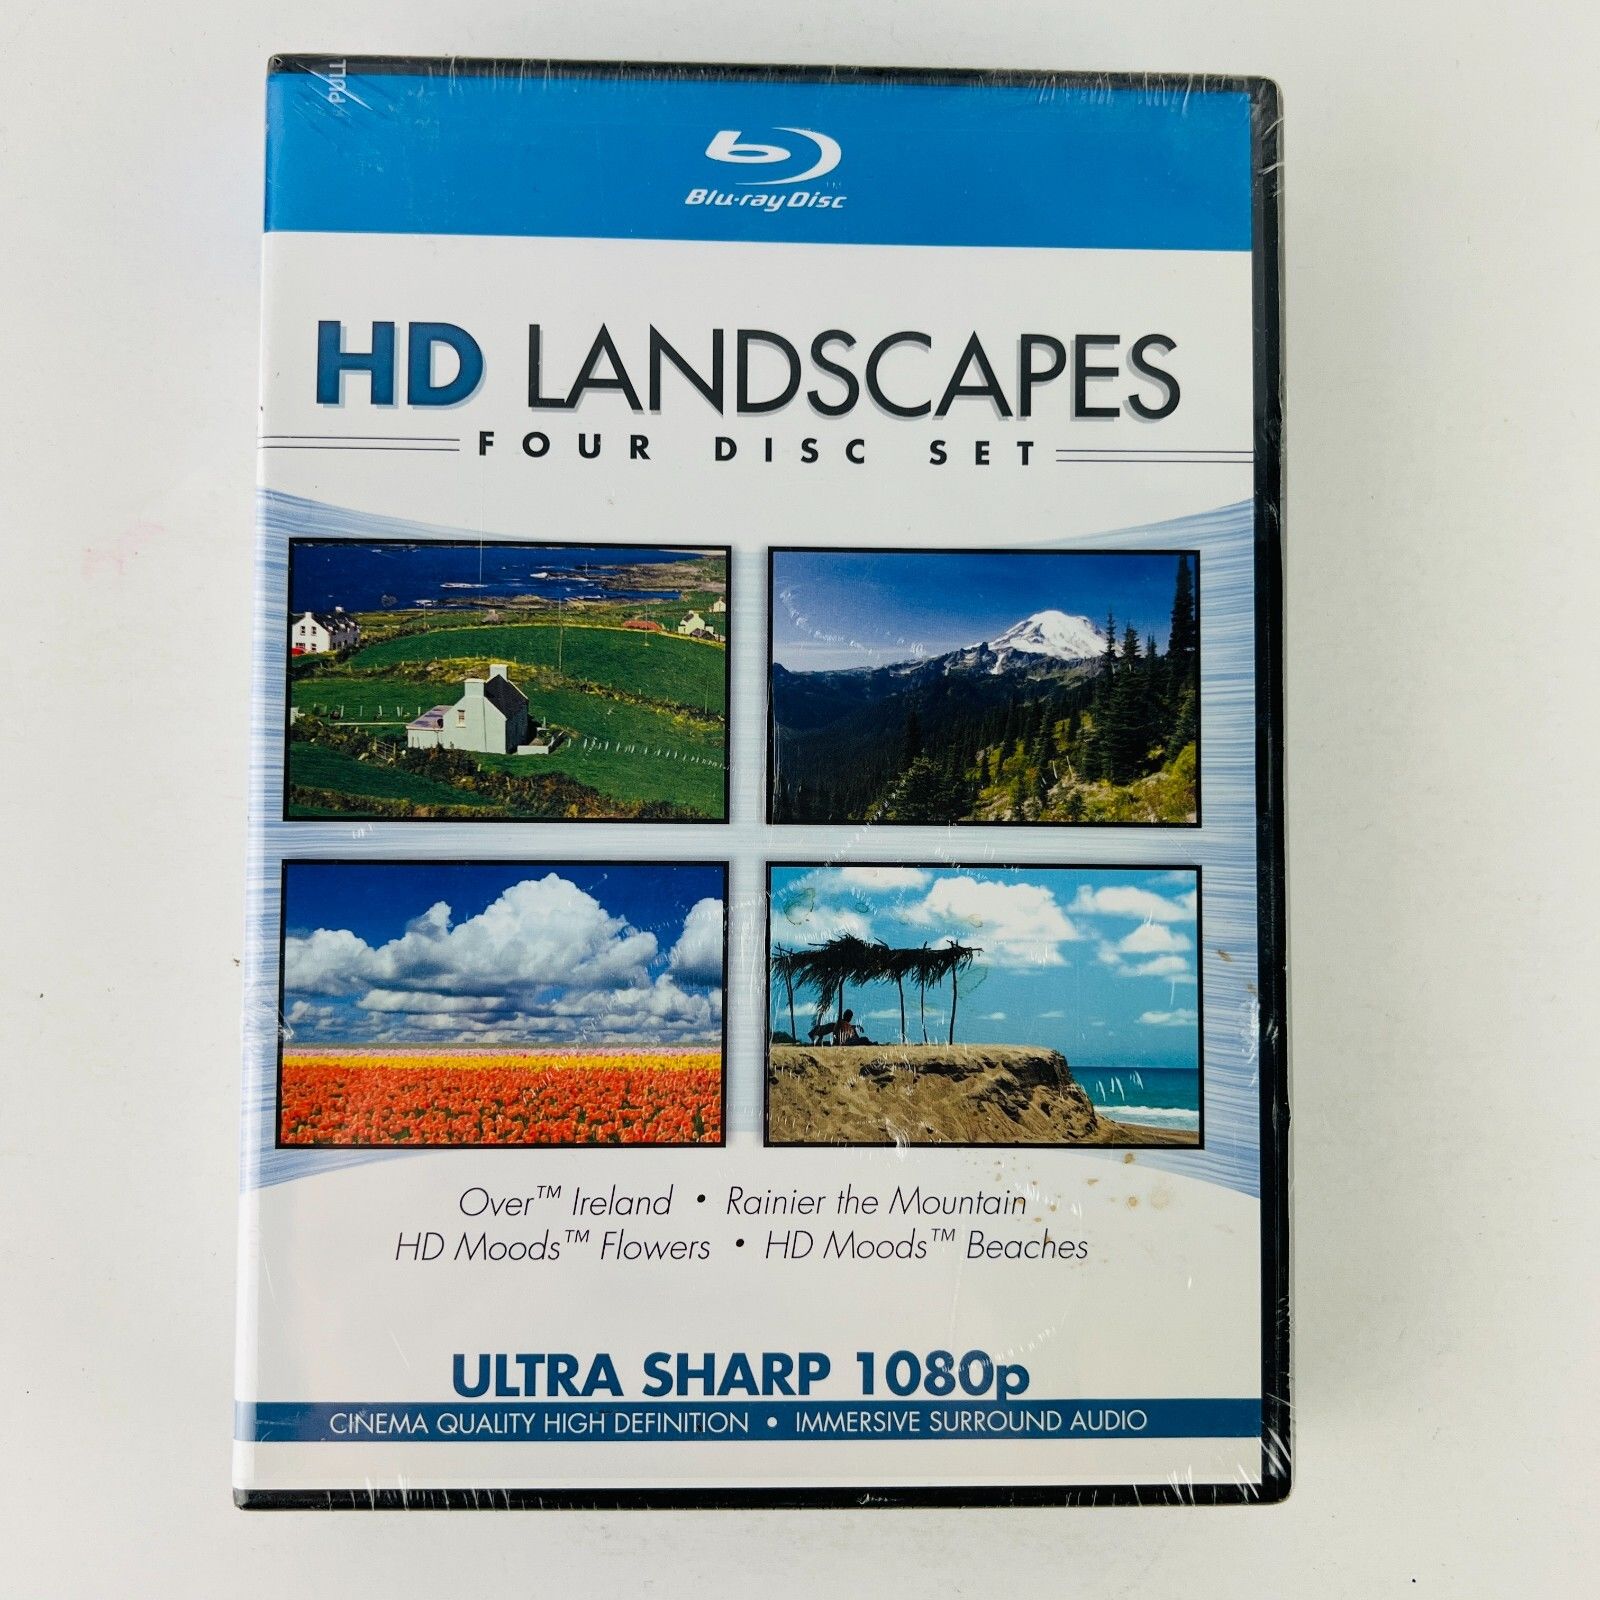 PULL
Blu-ray Disc
HD LANDSCAPES
FOUR DISC SET
Over™ Ireland • Rainier the Mountain
HD Moods™ Flowers • HD Moods™ Beaches
ULTRA SHARP 1080p
CINEMA QUALITY HIGH DEFINITION • IMMERSIVE SURROUND AUDIO